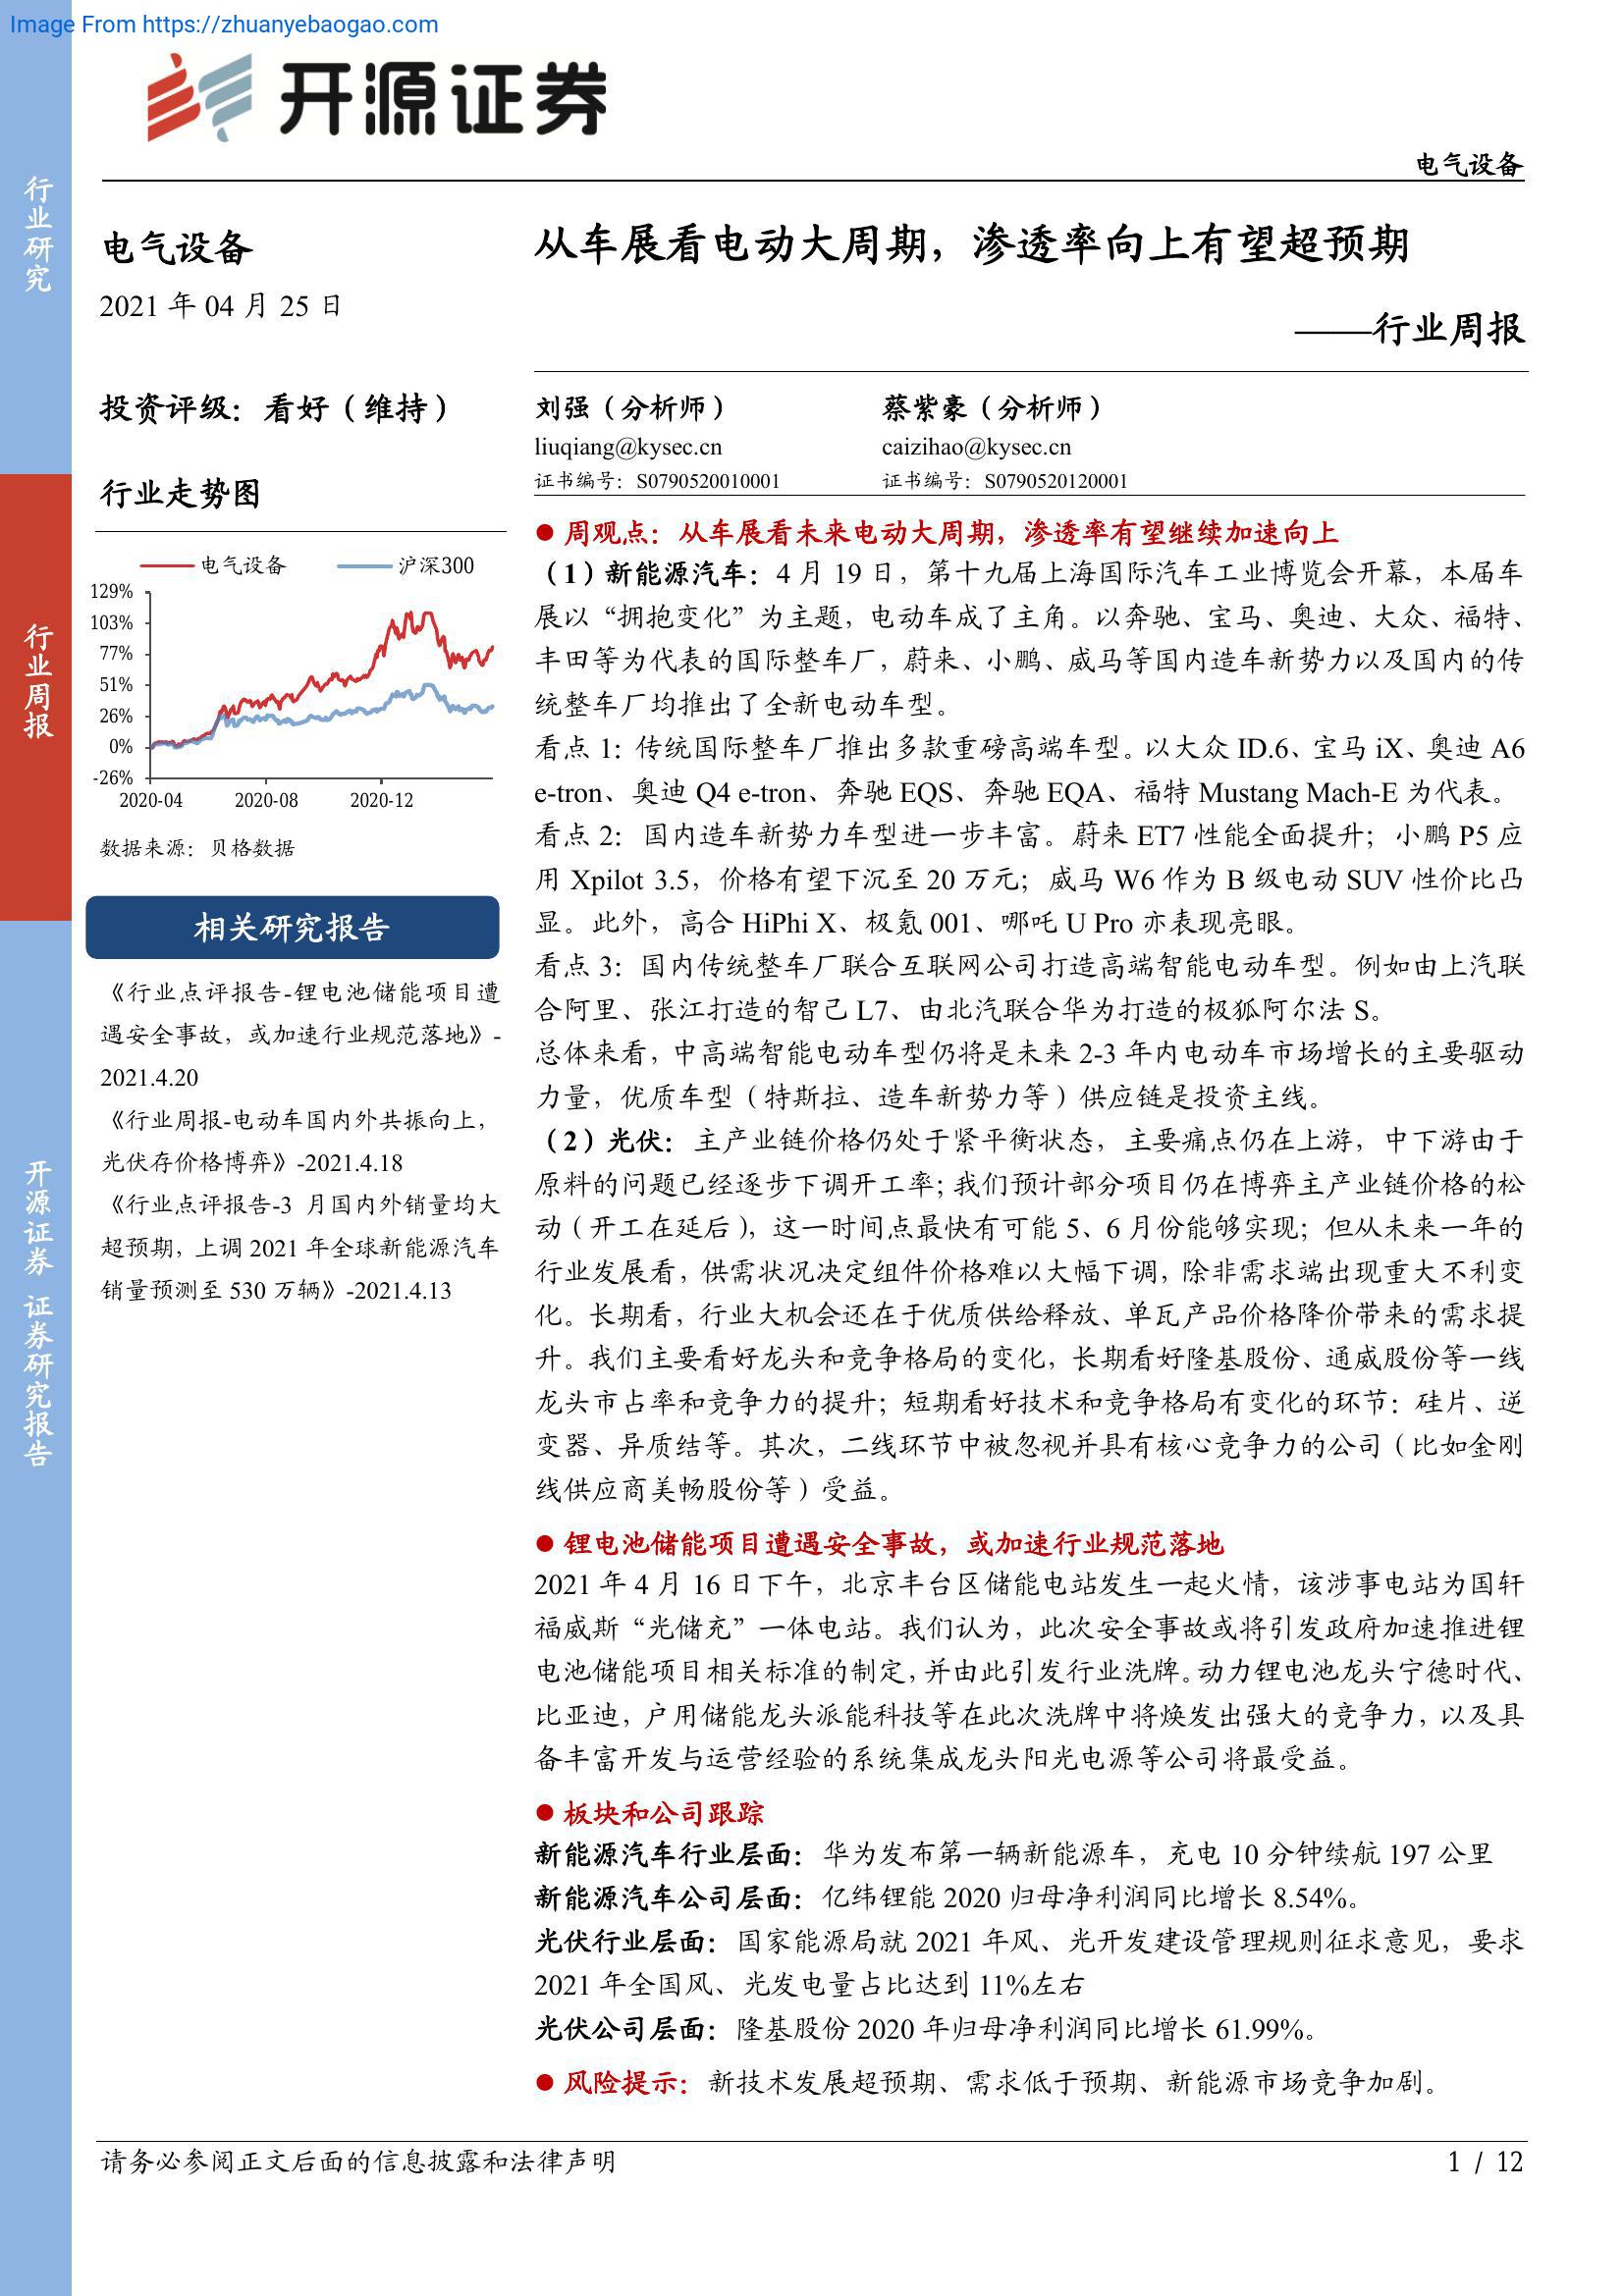 Image From https://zhuanyebaogao.com
开源证券
电气设备
行业研究
行业周报
开源证券 证券研究报告
电气设备
2021 年 04 月 25 日
投资评级：看好（维持）
行业走势图
电气设备 沪深300
129%
103%
77%
51%
26%
0%
-26%
2020-04 2020-08 2020-12
数据来源：贝格数据
相关研究报告
《行业点评报告-锂电池储能项目遭
遇安全事故，或加速行业规范落地》-
2021.4.20
《行业周报-电动车国内外共振向上，
光伏存价格博弈》-2021.4.18
《行业点评报告-3 月国内外销量均大
超预期，上调 2021 年全球新能源汽车
销量预测至 530 万辆》-2021.4.13
从车展看电动大周期，渗透率向上有望超预期
——行业周报
刘强（分析师） 蔡紫豪（分析师）
liuqiang@kysec.cn caizihao@kysec.cn
证书编号：S0790520010001 证书编号：S0790520120001
● 周观点：从车展看未来电动大周期，渗透率有望继续加速向上
（1）新能源汽车：4 月 19 日，第十九届上海国际汽车工业博览会开幕，本届车
展以“拥抱变化”为主题，电动车成了主角。以奔驰、宝马、奥迪、大众、福特、
丰田等为代表的国际整车厂，蔚来、小鹏、威马等国内造车新势力以及国内的传
统整车厂均推出了全新电动车型。
看点 1：传统国际整车厂推出多款重磅高端车型。以大众 ID.6、宝马 iX、奥迪 A6
e-tron、奥迪 Q4 e-tron、奔驰 EQS、奔驰 EQA、福特 Mustang Mach-E 为代表。
看点 2：国内造车新势力车型进一步丰富。蔚来 ET7 性能全面提升；小鹏 P5 应
用 Xpilot 3.5，价格有望下沉至 20 万元；威马 W6 作为 B 级电动 SUV 性价比凸
显。此外，高合 HiPhi X、极氪 001、哪吒 U Pro 亦表现亮眼。
看点 3：国内传统整车厂联合互联网公司打造高端智能电动车型。例如由上汽联
合阿里、张江打造的智己 L7、由北汽联合华为打造的极狐阿尔法 S。
总体来看，中高端智能电动车型仍将是未来 2-3 年内电动车市场增长的主要驱动
力量，优质车型（特斯拉、造车新势力等）供应链是投资主线。
（2）光伏：主产业链价格仍处于紧平衡状态，主要痛点仍在上游，中下游由于
原料的问题已经逐步下调开工率；我们预计部分项目仍在博弈主产业链价格的松
动（开工在延后），这一时间点最快有可能 5、6 月份能够实现；但从未来一年的
行业发展看，供需状况决定组件价格难以大幅下调，除非需求端出现重大不利变
化。长期看，行业大机会还在于优质供给释放、单瓦产品价格降价带来的需求提
升。我们主要看好龙头和竞争格局的变化，长期看好隆基股份、通威股份等一线
龙头市占率和竞争力的提升；短期看好技术和竞争格局有变化的环节：硅片、逆
变器、异质结等。其次，二线环节中被忽视并具有核心竞争力的公司（比如金刚
线供应商美畅股份等）受益。
● 锂电池储能项目遭遇安全事故，或加速行业规范落地
2021 年 4 月 16 日下午，北京丰台区储能电站发生一起火情，该涉事电站为国轩
福威斯“光储充”一体电站。我们认为，此次安全事故或将引发政府加速推进锂
电池储能项目相关标准的制定，并由此引发行业洗牌。动力锂电池龙头宁德时代、
比亚迪，户用储能龙头派能科技等在此次洗牌中将焕发出强大的竞争力，以及具
备丰富开发与运营经验的系统集成龙头阳光电源等公司将最受益。
● 板块和公司跟踪
新能源汽车行业层面：华为发布第一辆新能源车，充电 10 分钟续航 197 公里
新能源汽车公司层面：亿纬锂能 2020 归母净利润同比增长 8.54%。
光伏行业层面：国家能源局就 2021 年风、光开发建设管理规则征求意见，要求
2021 年全国风、光发电量占比达到 11%左右
光伏公司层面：隆基股份 2020 年归母净利润同比增长 61.99%。
● 风险提示：新技术发展超预期、需求低于预期、新能源市场竞争加剧。
请务必参阅正文后面的信息披露和法律声明 1 / 12